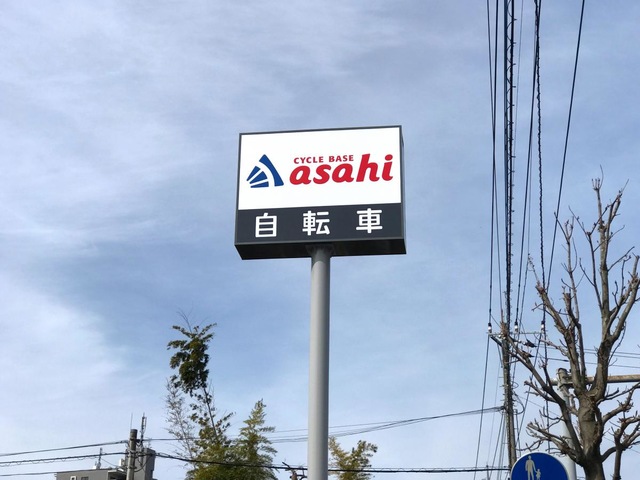 CYCLE BASE
asahi
自転車